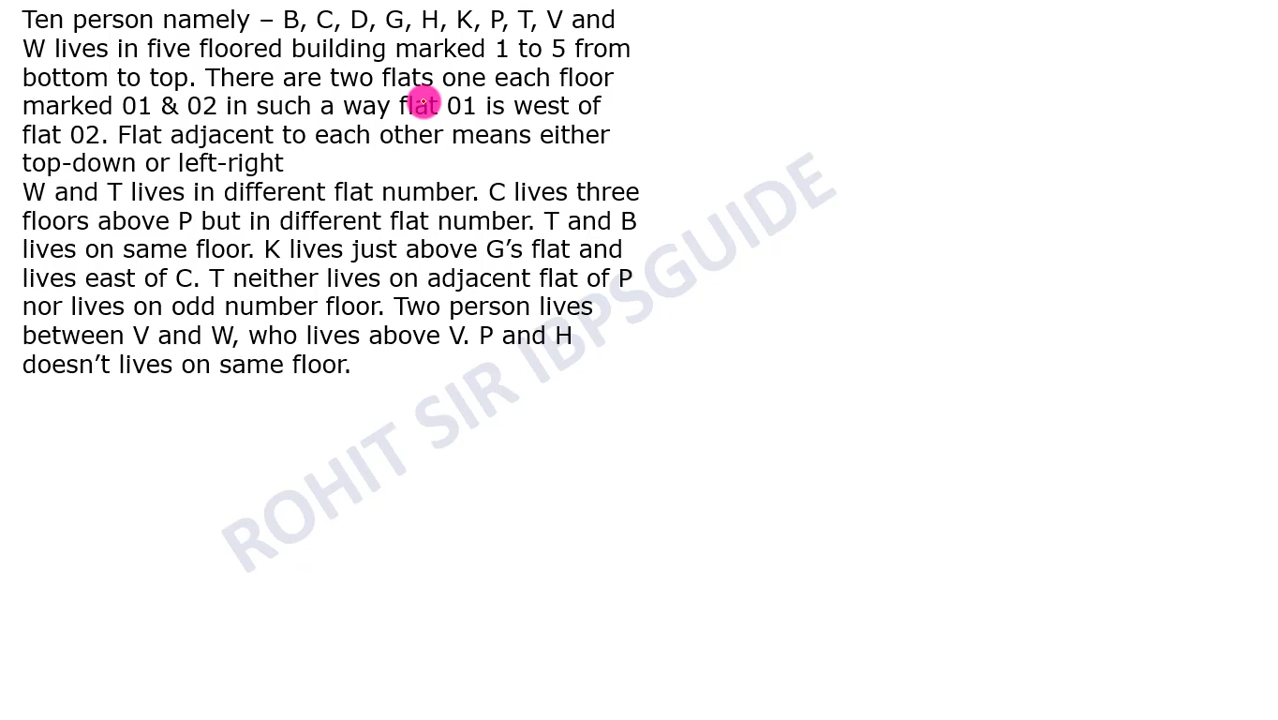 Ten person namely – B, C, D, G, H, K, P, T, V and
W lives in five floored building marked 1 to 5 from
bottom to top. There are two flats one each floor
marked 01 & 02 in such a way flat 01 is west of
flat 02. Flat adjacent to each other means either
top-down or left-right
W and T lives in different flat number. C lives three
floors above P but in different flat number. T and B
lives on same floor. K lives just above G’s flat and
lives east of C. T neither lives on adjacent flat of P
nor lives on odd number floor. Two person lives
between V and W, who lives above V. P and H
doesn’t lives on same floor.
ROHIT SIR IBPSGUIDE